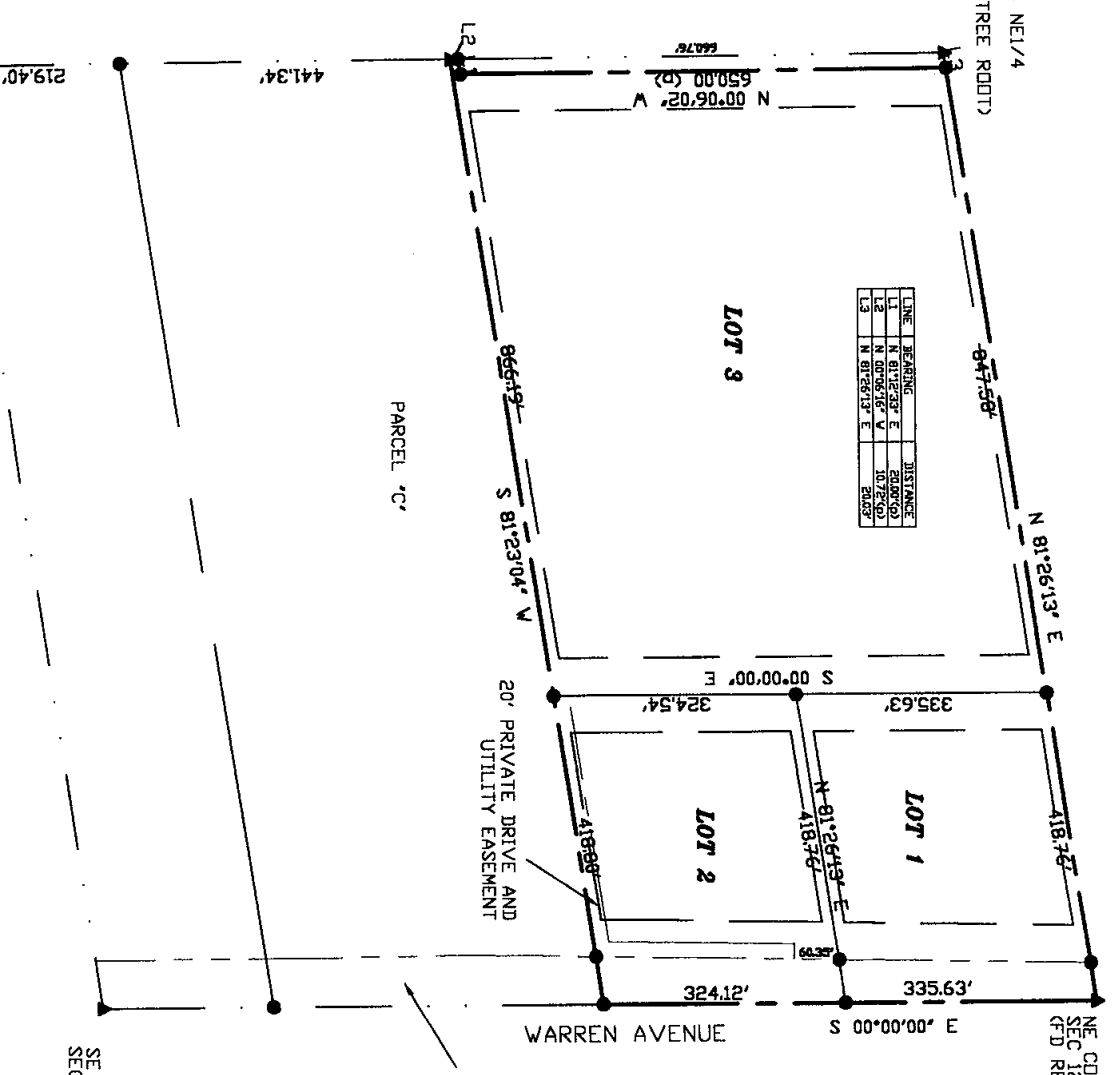 NE1/4
TREE ROOT)
L3
660.76'
650.00 (p)
N 00°06'02" W
L2
441.34'
219.40'
LOT 3
LINE BEARING DISTANCE
L1 N 81°12'33" E 20.00'(p)
L2 N 00°06'16" W 10.72'(p)
L3 N 81°26'13" E 20.03'
847.58'
N 81°26'13" E
866.19'
S 81°23'04" W
PARCEL "C"
S 00°00'00" E
324.54'
335.63'
20' PRIVATE DRIVE AND
UTILITY EASEMENT
LOT 2
418.80'
418.76'
N 81°26'13" E
LOT 1
418.76'
60.35'
324.12'
335.63'
WARREN AVENUE
S 00°00'00" E
NE CO
SEC
(FD RE
SE
SEC